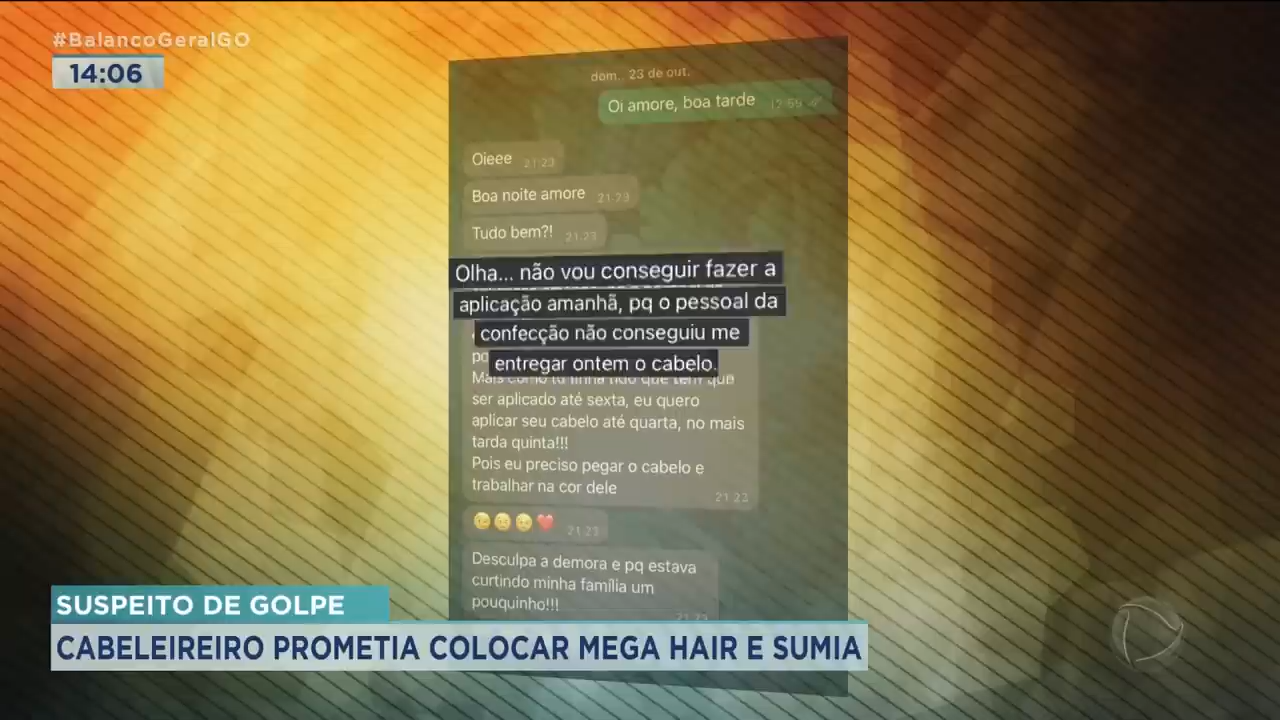 #BalancoGeralGO
14:06
dom., 23 de out.
Oi amore, boa tarde 12:59
Oieee 21:23
Boa noite amore 21:23
Tudo bem?! 21:23
Olha... não vou conseguir fazer a
aplicação amanhã, pq o pessoal da
confecção não conseguiu me
entregar ontem o cabelo.
ser aplicado até sexta, eu quero
aplicar seu cabelo até quarta, no mais
tarda quinta!!!
Pois eu preciso pegar o cabelo e
trabalhar na cor dele
21:23
21:23
Desculpa a demora e pq estava
curtindo minha família um
pouquinho!!!
21:23
SUSPEITO DE GOLPE
CABELEIREIRO PROMETIA COLOCAR MEGA HAIR E SUMIA